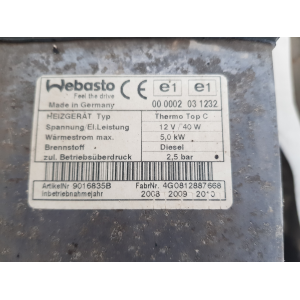 Webasto CE e1 e1
Feel the drive
Made in Germany 00 0002 03 1232
HEIZGERÄT Typ Thermo Top C
Spannung/El.Leistung 12 V / 40 W
Wärmestrom max. 5,0 kW
Brennstoff Diesel
zul. Betriebsüberdruck 2,5 bar
ArtikelNr 9016835B FabrNr. 4G0812887668
Inbetriebnahmejahr 2008 2009 2010